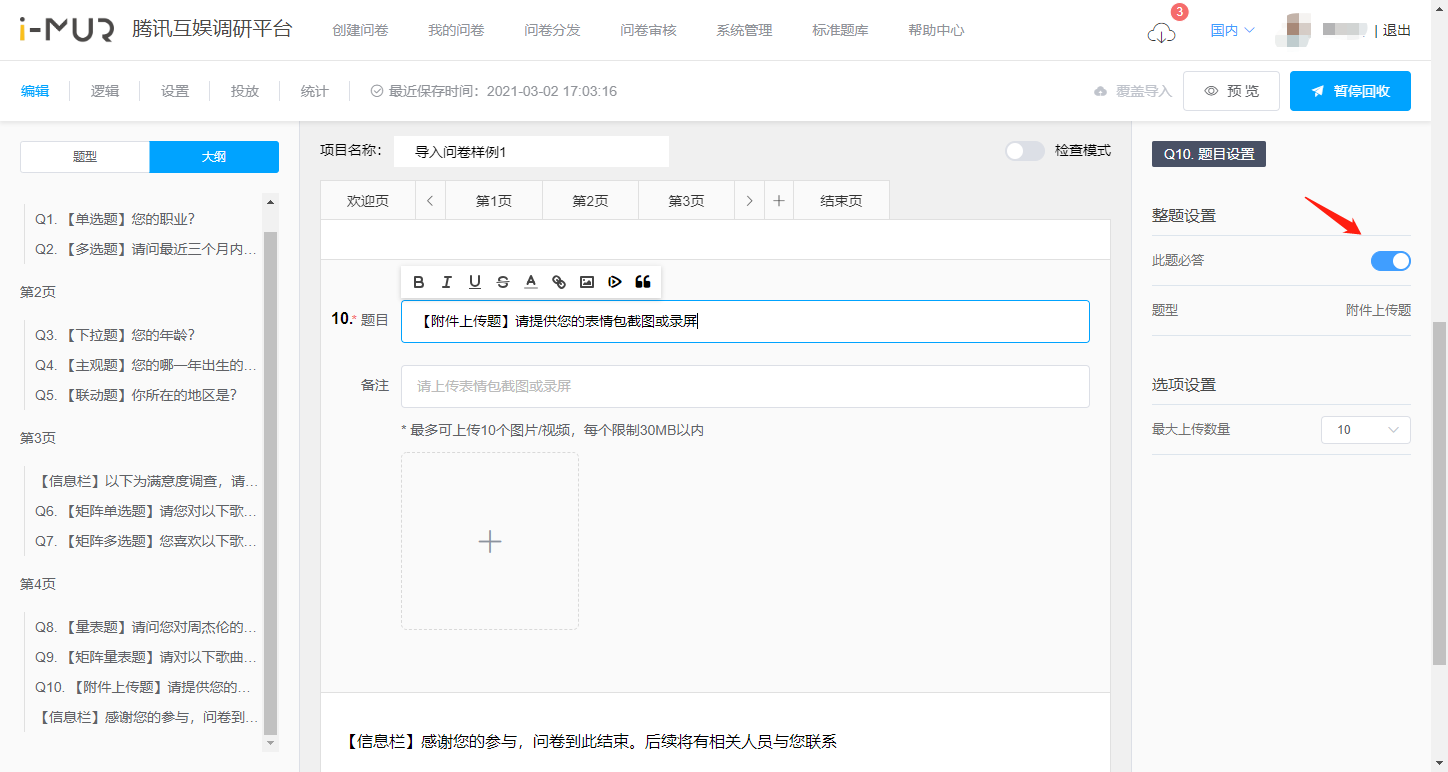 i-MUR 腾讯互娱调研平台 创建问卷 我的问卷 问卷分发 问卷审核 系统管理 标准题库 帮助中心 3 国内 | 退出
编辑 逻辑 设置 投放 统计 最近保存时间：2021-03-02 17:03:16 覆盖导入 预 览 暂停回收
题型 大纲
Q1. 【单选题】您的职业？
Q2. 【多选题】请问最近三个月内...
第2页
Q3. 【下拉题】您的年龄？
Q4. 【主观题】您的哪一年出生的...
Q5. 【联动题】你所在的地区是？
第3页
【信息栏】以下为满意度调查，请...
Q6. 【矩阵单选题】请您对以下歌...
Q7. 【矩阵多选题】您喜欢以下歌...
第4页
Q8. 【量表题】请问您对周杰伦的...
Q9. 【矩阵量表题】请对以下歌曲...
Q10. 【附件上传题】请提供您的...
【信息栏】感谢您的参与，问卷到...
项目名称： 导入问卷样例1 检查模式
欢迎页 < 第1页 第2页 第3页 > + 结束页
B I U S A
10.* 题目 【附件上传题】请提供您的表情包截图或录屏
备注 请上传表情包截图或录屏
* 最多可上传10个图片/视频，每个限制30MB以内
【信息栏】感谢您的参与，问卷到此结束。后续将有相关人员与您联系
Q10. 题目设置
整题设置
此题必答
题型 附件上传题
选项设置
最大上传数量 10